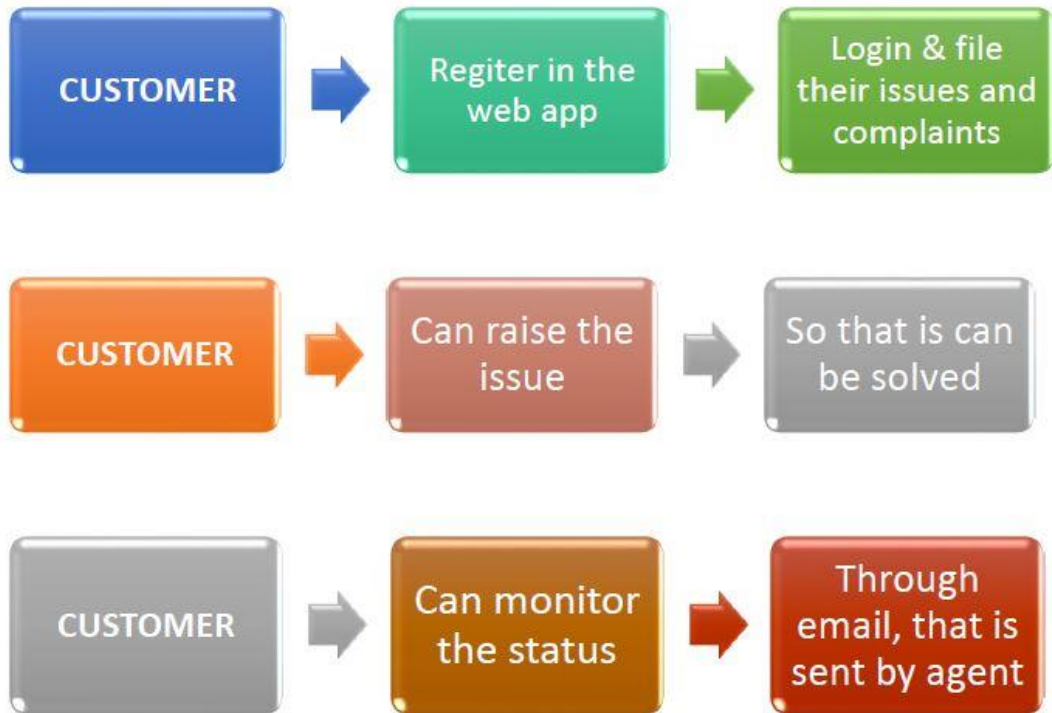 CUSTOMER
Regiter in the
web app
Login & file
their issues and
complaints
CUSTOMER
Can raise the
issue
So that is can
be solved
CUSTOMER
Can monitor
the status
Through
email, that is
sent by agent